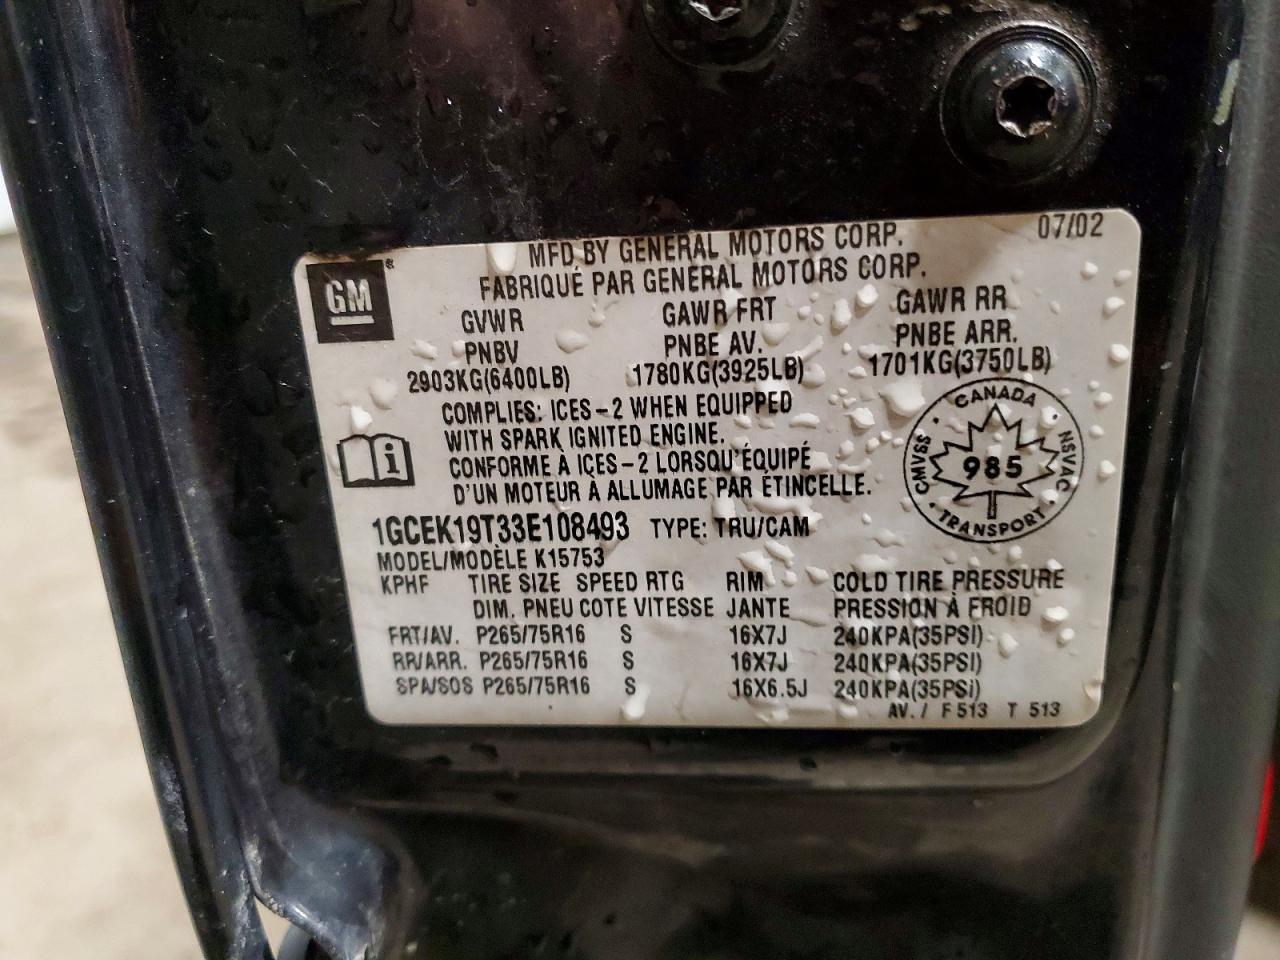 MFD BY GENERAL MOTORS CORP. 07/02
FABRIQUÉ PAR GENERAL MOTORS CORP.
GM®
GVWR GAWR FRT GAWR RR
PNBV PNBE AV. PNBE ARR.
2903KG(6400LB) 1780KG(3925LB) 1701KG(3750LB)
COMPLIES: ICES-2 WHEN EQUIPPED
WITH SPARK IGNITED ENGINE.
CONFORME À ICES-2 LORSQU'ÉQUIPÉ
D'UN MOTEUR A ALLUMAGE PAR ÉTINCELLE.
i
CANADA
CMVSS 985 NSVAC
TRANSPORT
1GCEK19T33E108493 TYPE: TRU/CAM
MODEL/MODÈLE K15753
KPHF TIRE SIZE SPEED RTG RIM COLD TIRE PRESSURE
DIM. PNEU COTE VITESSE JANTE PRESSION À FROID
FRT/AV. P265/75R16 S 16X7J 240KPA(35PSI)
RR/ARR. P265/75R16 S 16X7J 240KPA(35PSI)
SPA/SOS P265/75R16 S 16X6.5J 240KPA(35PSi)
AV. / F 513 T 513